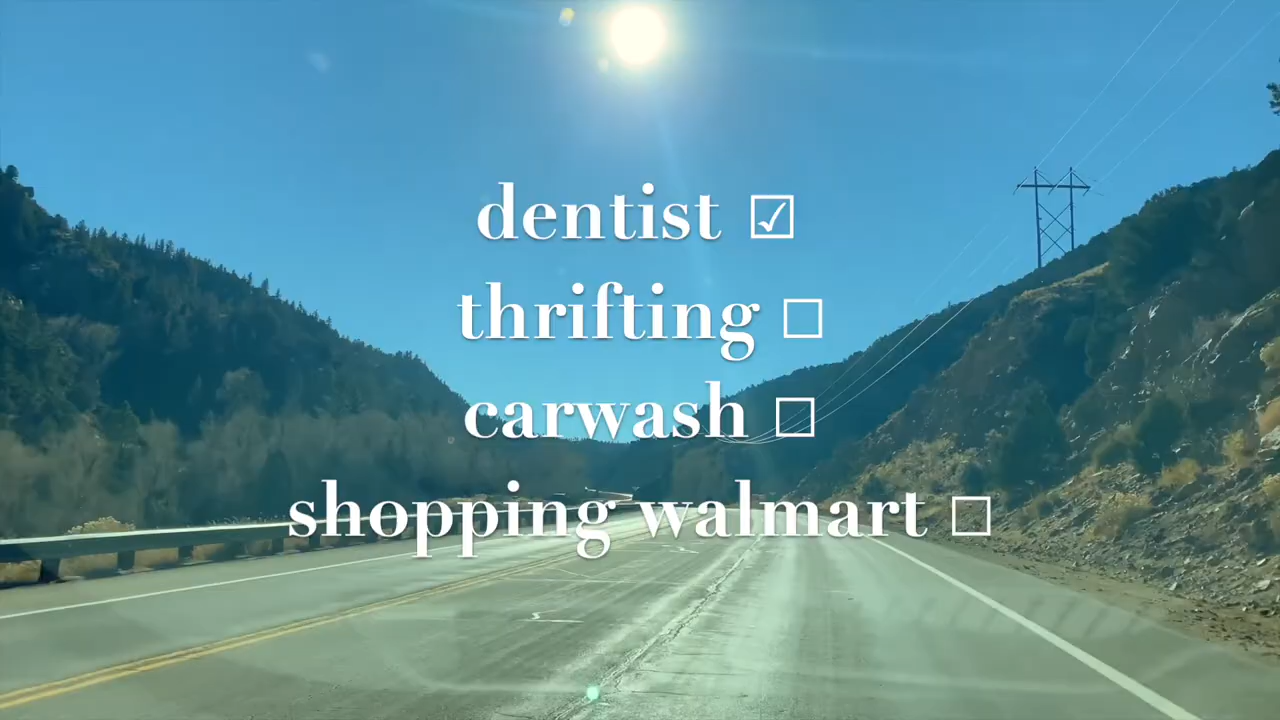 dentist ☑
thrifting ☐
carwash ☐
shopping walmart ☐